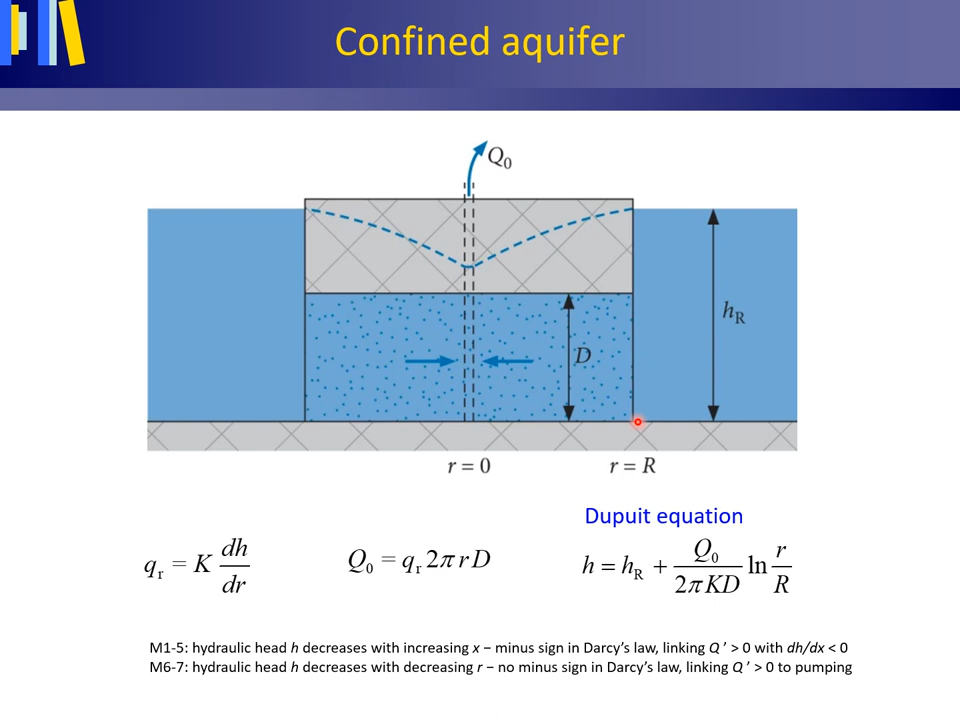 Confined aquifer
Q₀
h_R
D
r = 0
r = R
Dupuit equation
q_r = K dh/dr
Q₀ = q_r 2π r D
h = h_R + Q₀/(2π KD) ln r/R
M1-5: hydraulic head h decreases with increasing x − minus sign in Darcy's law, linking Q ' > 0 with dh/dx < 0
M6-7: hydraulic head h decreases with decreasing r − no minus sign in Darcy's law, linking Q ' > 0 to pumping